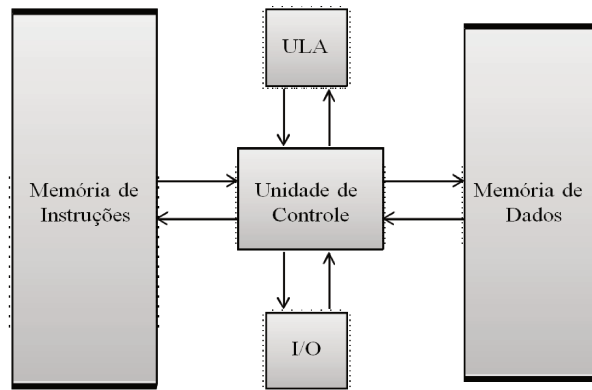 ULA
Memória de
Instruções
Unidade de
Controle
Memória de
Dados
I/O